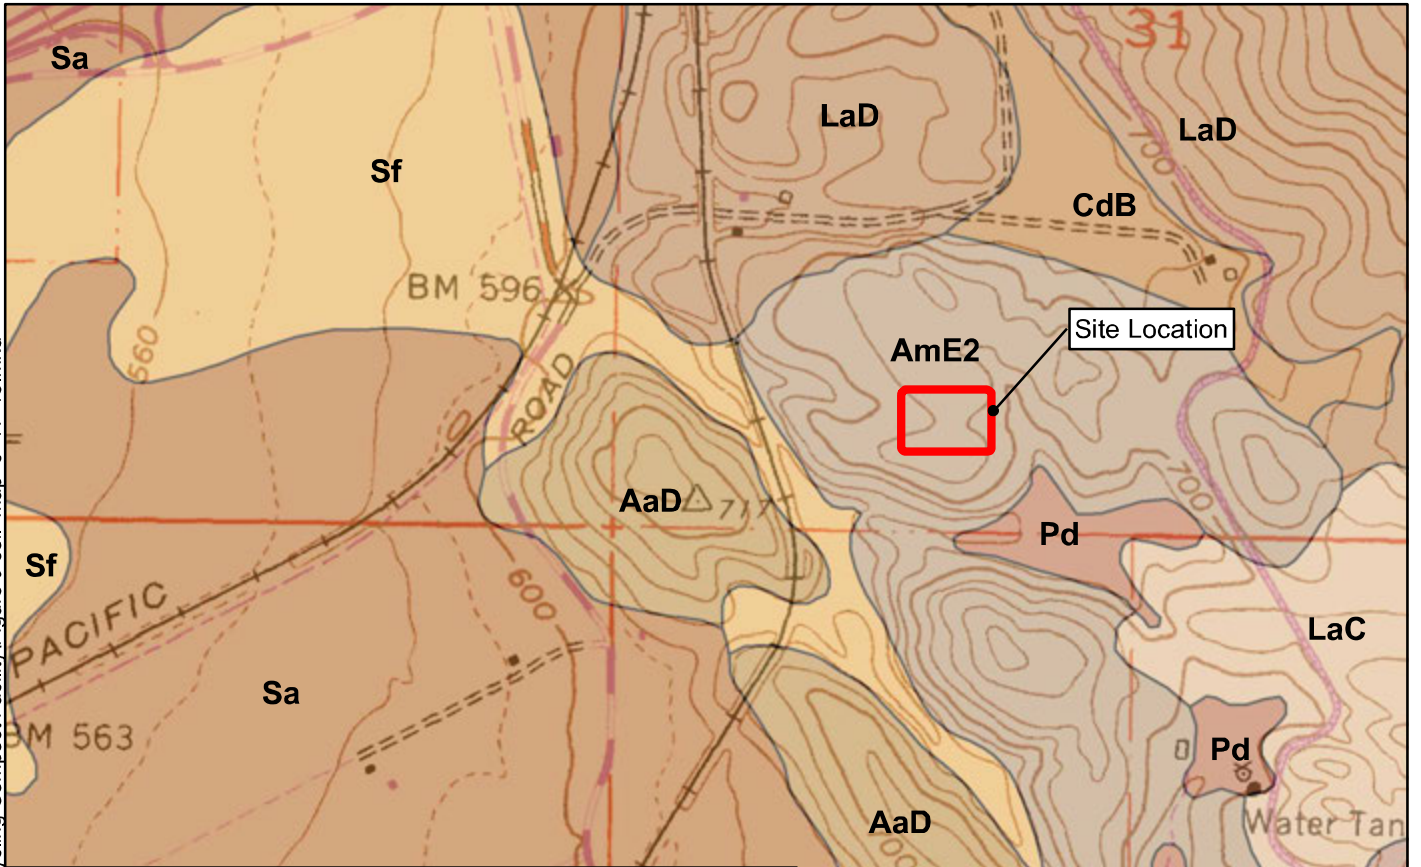 31
Sa
LaD
LaD
Sf
700
CdB
BM 596
Site Location
560
AmE2
ROAD
700
AaD
717
Pd
Sf
600
PACIFIC
LaC
Sa
BM 563
Pd
AaD
Water Tan